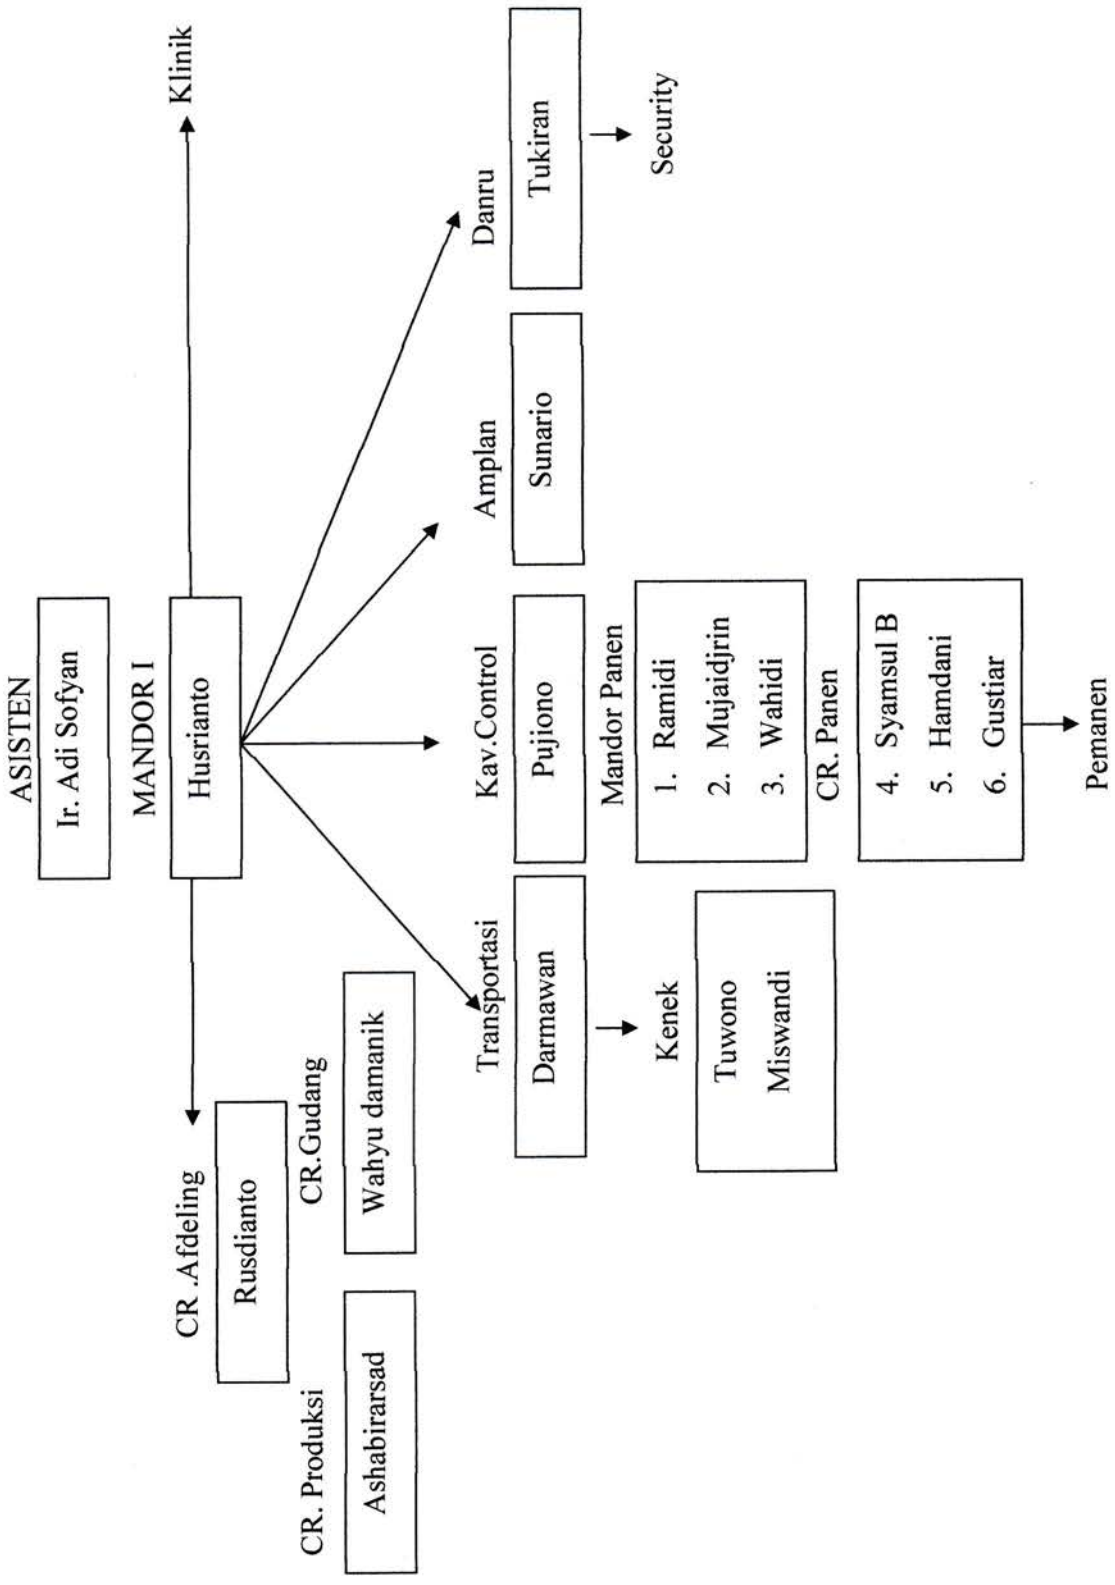 ASISTEN
Ir. Adi Sofyan
MANDOR I
Husrianto
Klinik
CR .Afdeling
Rusdianto
CR. Produksi
Ashabirarsad
CR.Gudang
Wahyu damanik
Transportasi
Darmawan
Kenek
Tuwono
Miswandi
Kav.Control
Pujiono
Mandor Panen
1. Ramidi
2. Mujaidjrin
3. Wahidi
CR. Panen
4. Syamsul B
5. Hamdani
6. Gustiar
Pemanen
Amplan
Sunario
Danru
Tukiran
Security